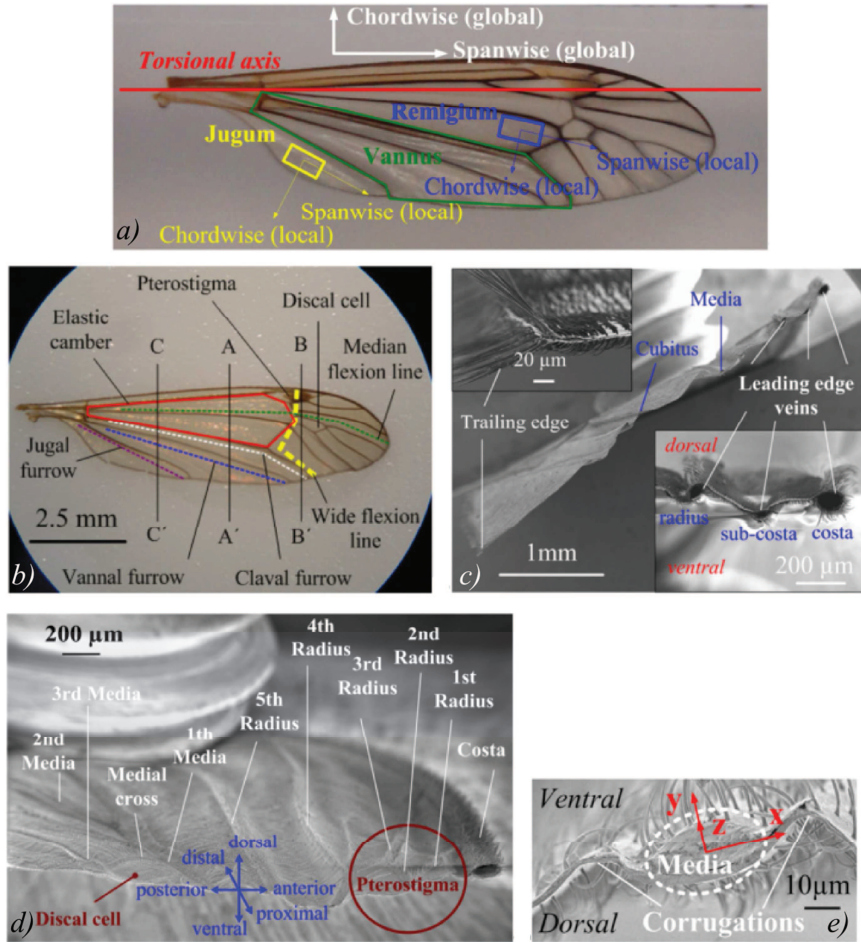 Chordwise (global)
Spanwise (global)
Torsional axis
Remigium
Jugum
Vannus
Spanwise (local)
Chordwise (local)
Spanwise (local)
Chordwise (local)
a)
Pterostigma
Discal cell
Elastic
camber
C
A
B
Median
flexion line
Jugal
furrow
2.5 mm
C´
A´
B´
Wide flexion
line
Vannal furrow
Claval furrow
b)
Media
20 µm
Cubitus
Leading edge
veins
Trailing edge
dorsal
radius
sub-costa
costa
1mm
ventral
200 µm
c)
200 µm
4th
Radius
2nd
Radius
3rd
Radius
3rd Media
1st
Radius
5th
Radius
2nd
Media
1th
Media
Costa
Medial
cross
dorsal
distal
posterior
anterior
Pterostigma
proximal
Discal cell
ventral
d)
Ventral
y
x
z
Media
10µm
Dorsal
Corrugations
e)